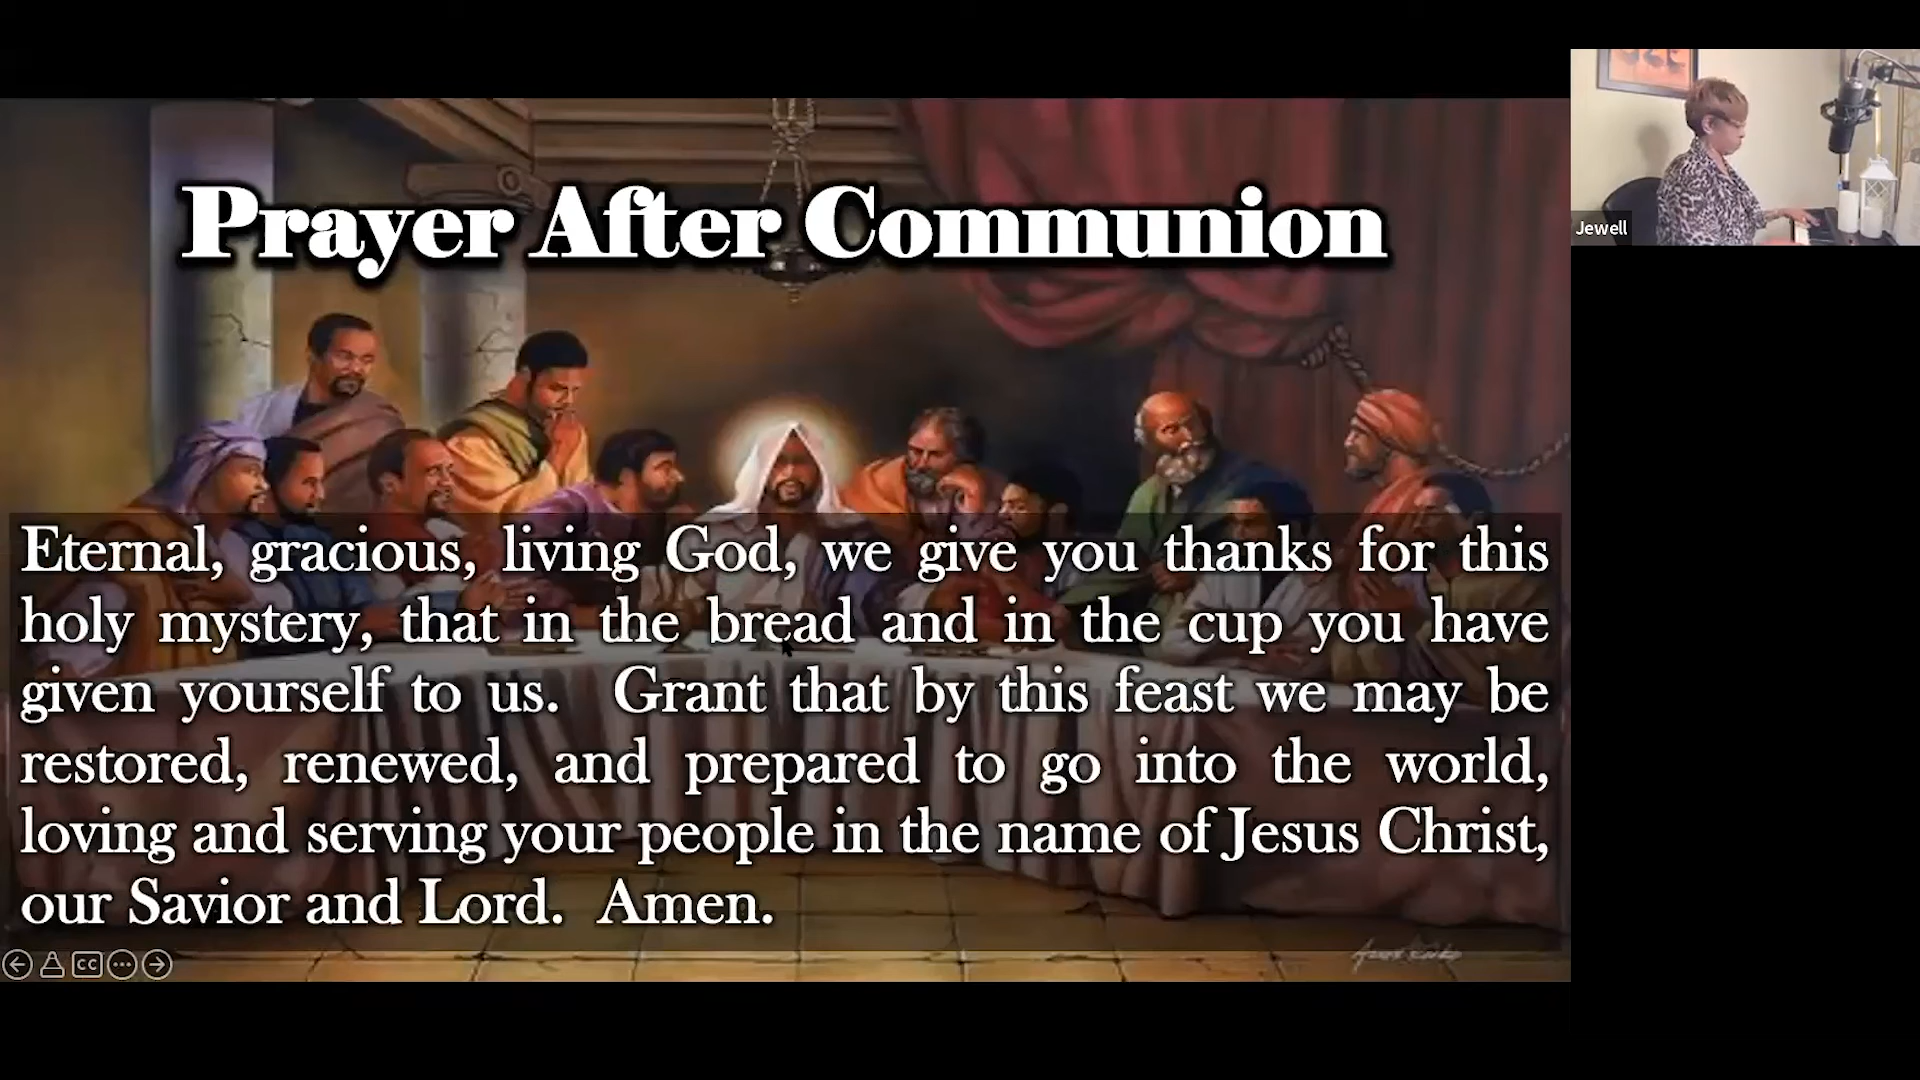 Prayer After Communion
Jewell
Eternal, gracious, living God, we give you thanks for this
holy mystery, that in the bread and in the cup you have
given yourself to us. Grant that by this feast we may be
restored, renewed, and prepared to go into the world,
loving and serving your people in the name of Jesus Christ,
our Savior and Lord. Amen.
CC